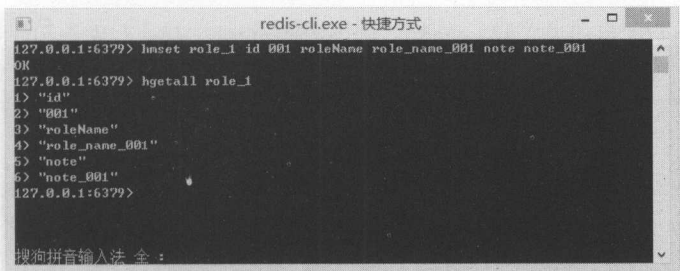 redis-cli.exe - 快捷方式
127.0.0.1:6379> hmset role_1 id 001 roleName role_name_001 note note_001
OK
127.0.0.1:6379> hgetall role_1
1> "id"
2> "001"
3> "roleName"
4> "role_name_001"
5> "note"
6> "note_001"
127.0.0.1:6379>
搜狗拼音输入法 全 :